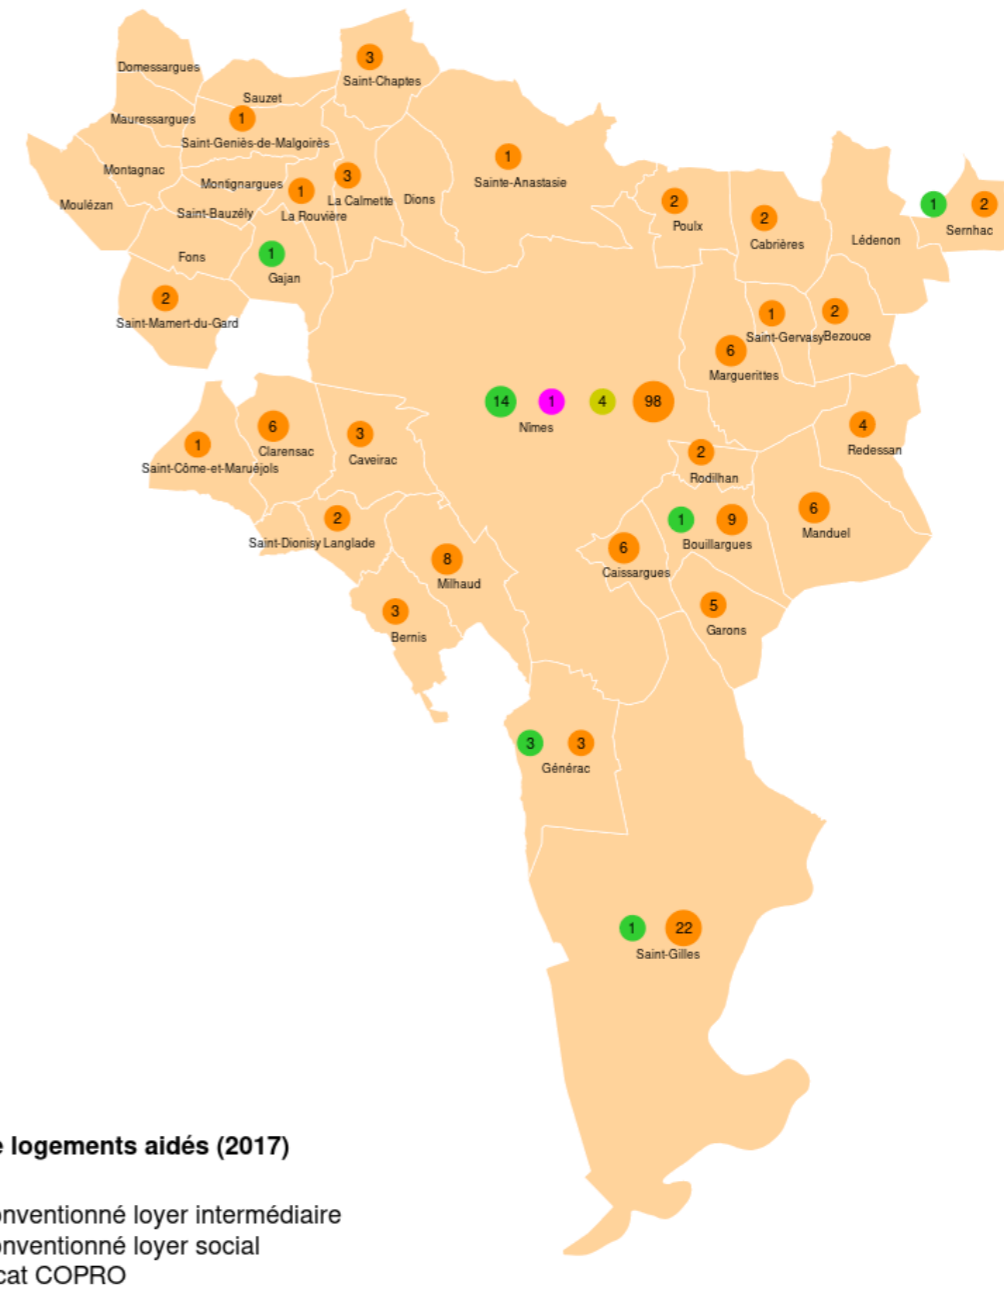 Domessargues
3
Saint-Chaptes
Sauzet
Mauressargues
1
Saint-Geniès-de-Malgoirès
1
Sainte-Anastasie
Montagnac
Montignargues
1
La Rouvière
3
La Calmette
Dions
Moulézan
Saint-Bauzély
2
Poulx
2
Cabrières
Lédenon
1
2
Sernhac
Fons
1
Gajan
2
Saint-Mamert-du-Gard
1
Saint-Gervasy
2
Bezouce
6
Marguerittes
14
1
4
98
Nîmes
1
Saint-Côme-et-Maruéjols
6
Clarensac
3
Caveirac
4
Redessan
2
Rodilhan
6
Manduel
1
9
Bouillargues
2
Saint-Dionisy
Langlade
8
Milhaud
6
Caissargues
3
Bernis
5
Garons
3
3
Générac
1
22
Saint-Gilles
logements aidés (2017)
onventionné loyer intermédiaire
onventionné loyer social
cat COPRO